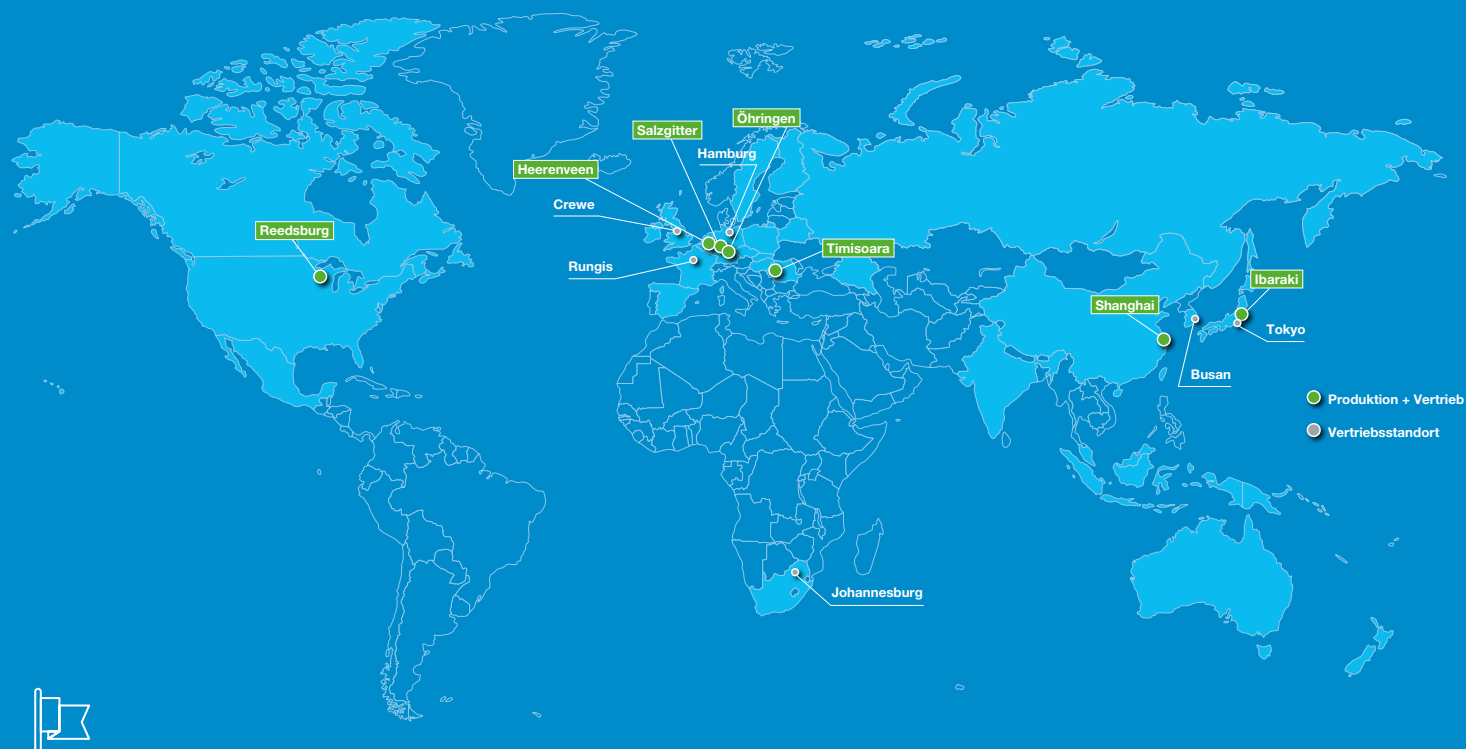 Öhringen
Salzgitter
Hamburg
Heerenveen
Crewe
Reedsburg
Timisoara
Rungis
Ibaraki
Shanghai
Tokyo
Busan
Produktion + Vertrieb
Vertriebsstandort
Johannesburg